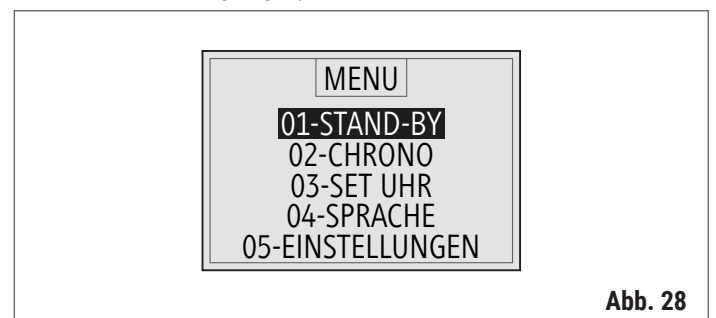 MENU
01-STAND-BY
02-CHRONO
03-SET UHR
04-SPRACHE
05-EINSTELLUNGEN
Abb. 28